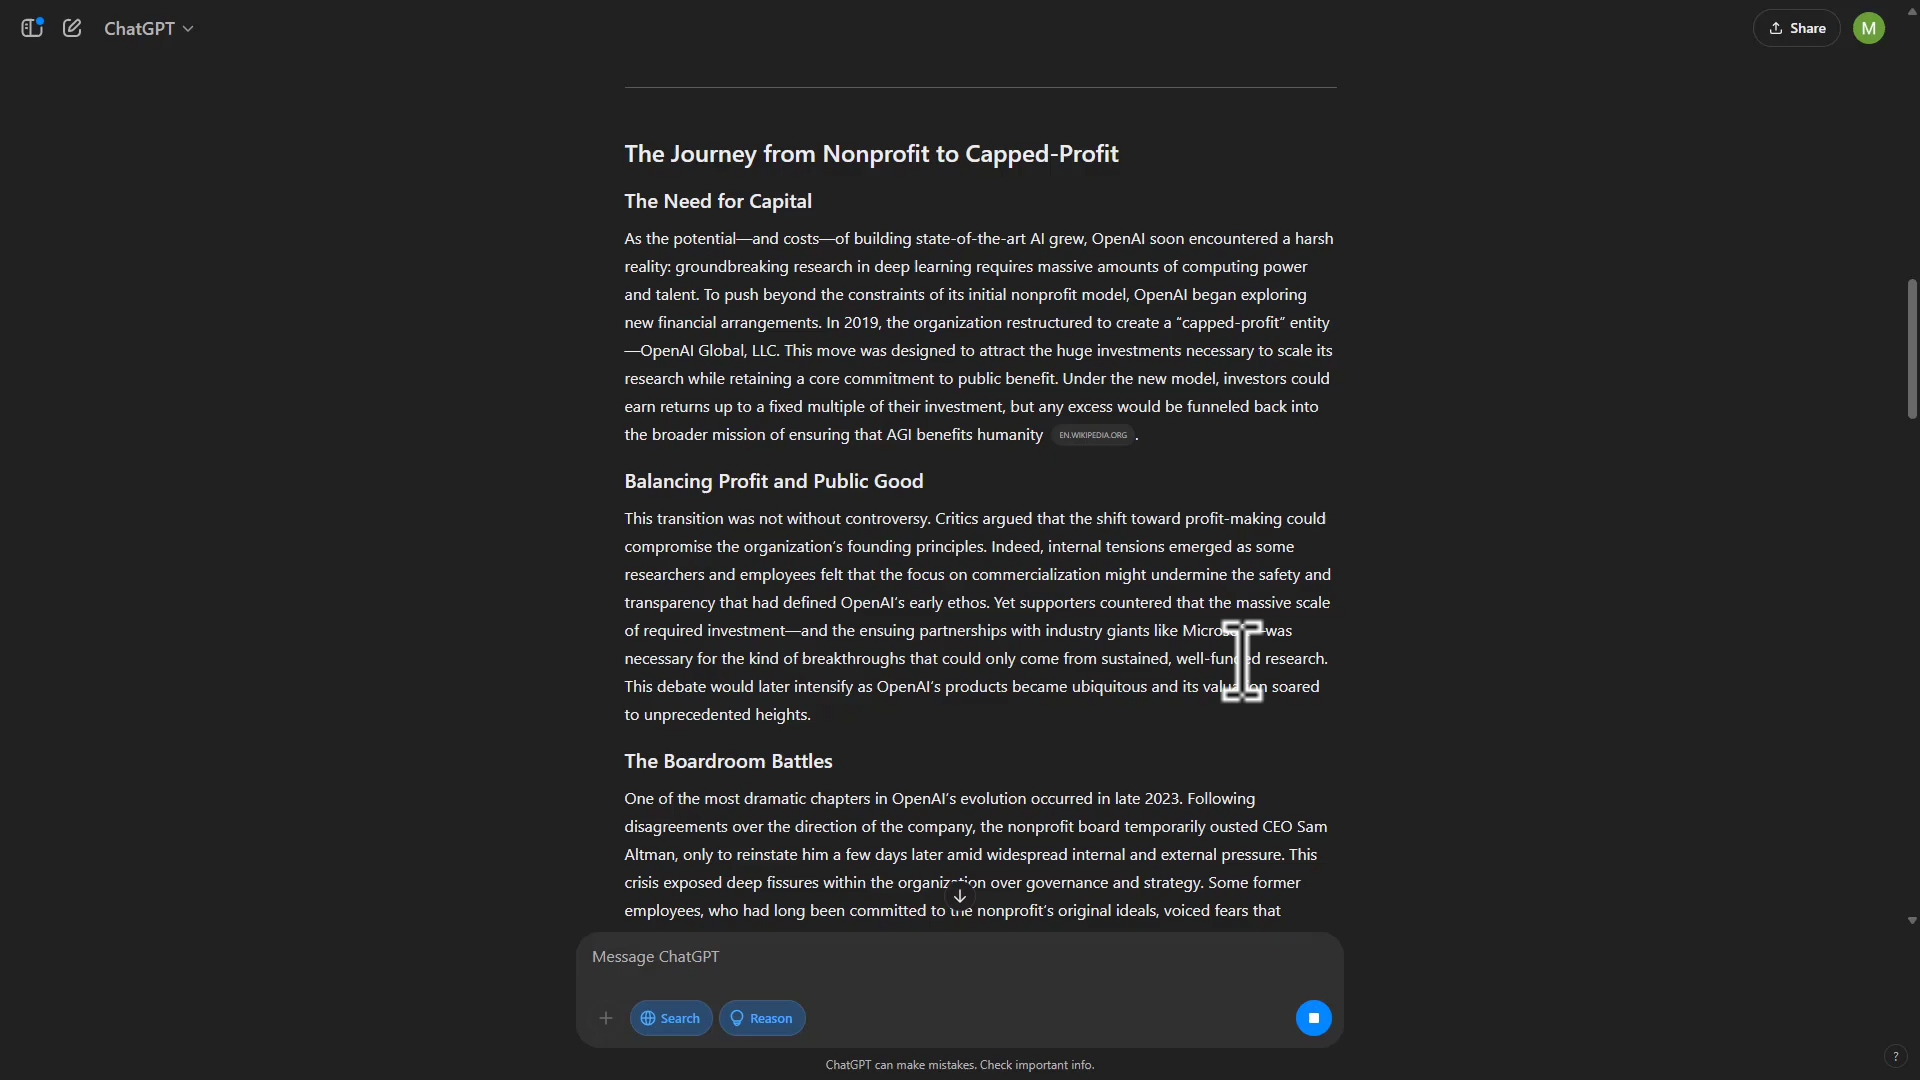 ChatGPT
Share
M
The Journey from Nonprofit to Capped-Profit
The Need for Capital
As the potential—and costs—of building state-of-the-art AI grew, OpenAI soon encountered a harsh
reality: groundbreaking research in deep learning requires massive amounts of computing power
and talent. To push beyond the constraints of its initial nonprofit model, OpenAI began exploring
new financial arrangements. In 2019, the organization restructured to create a “capped-profit” entity
—OpenAI Global, LLC. This move was designed to attract the huge investments necessary to scale its
research while retaining a core commitment to public benefit. Under the new model, investors could
earn returns up to a fixed multiple of their investment, but any excess would be funneled back into
the broader mission of ensuring that AGI benefits humanity EN.WIKIPEDIA.ORG .
Balancing Profit and Public Good
This transition was not without controversy. Critics argued that the shift toward profit-making could
compromise the organization’s founding principles. Indeed, internal tensions emerged as some
researchers and employees felt that the focus on commercialization might undermine the safety and
transparency that had defined OpenAI’s early ethos. Yet supporters countered that the massive scale
of required investment—and the ensuing partnerships with industry giants like Microsoft—was
necessary for the kind of breakthroughs that could only come from sustained, well-funded research.
This debate would later intensify as OpenAI’s products became ubiquitous and its valuation soared
to unprecedented heights.
The Boardroom Battles
One of the most dramatic chapters in OpenAI’s evolution occurred in late 2023. Following
disagreements over the direction of the company, the nonprofit board temporarily ousted CEO Sam
Altman, only to reinstate him a few days later amid widespread internal and external pressure. This
crisis exposed deep fissures within the organization over governance and strategy. Some former
employees, who had long been committed to the nonprofit’s original ideals, voiced fears that
Message ChatGPT
Search
Reason
ChatGPT can make mistakes. Check important info.
?